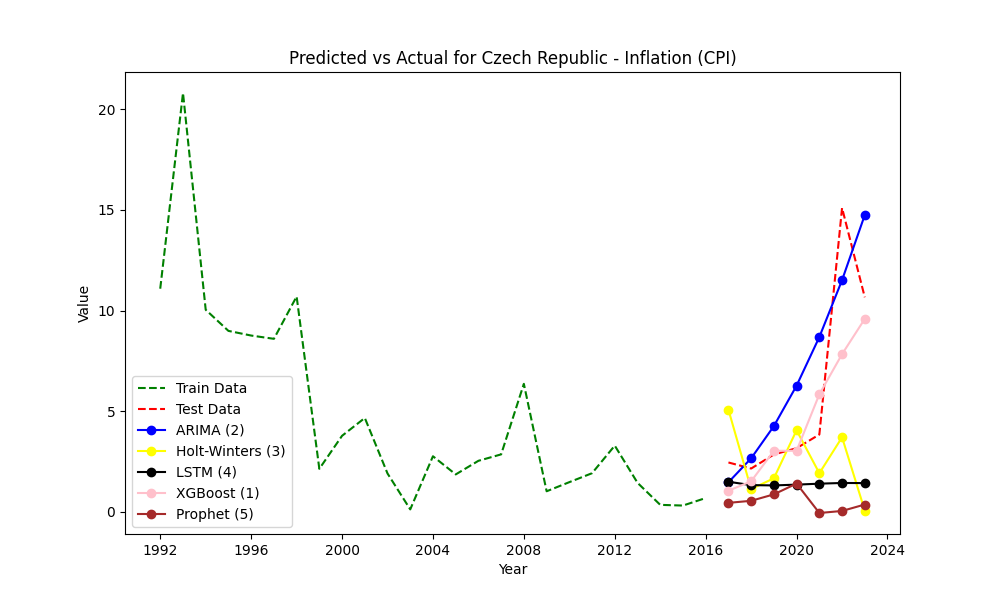 Predicted vs Actual for Czech Republic - Inflation (CPI)
Value
20
15
10
5
0
Train Data
Test Data
ARIMA (2)
Holt-Winters (3)
LSTM (4)
XGBoost (1)
Prophet (5)
1992 1996 2000 2004 2008 2012 2016 2020 2024
Year